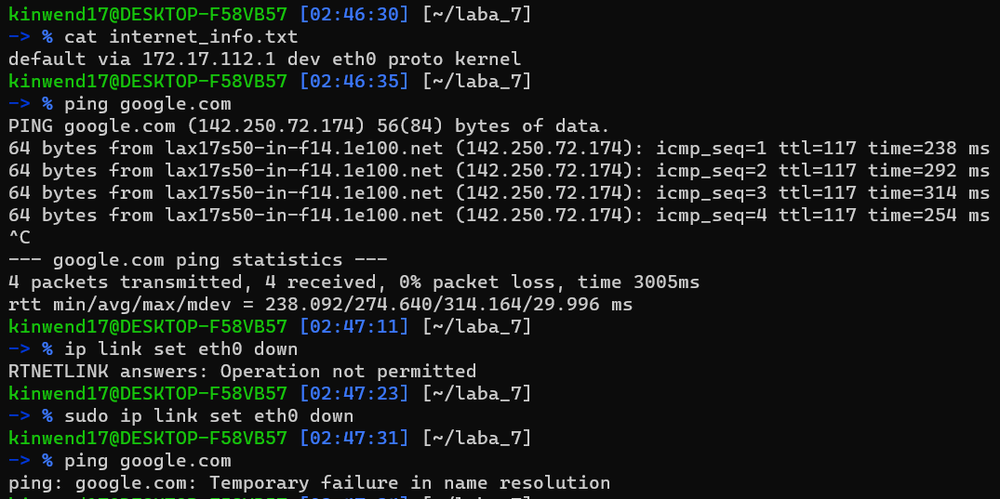 kinwend17@DESKTOP-F58VB57 [02:46:30] [~/laba_7]
-> % cat internet_info.txt
default via 172.17.112.1 dev eth0 proto kernel
kinwend17@DESKTOP-F58VB57 [02:46:35] [~/laba_7]
-> % ping google.com
PING google.com (142.250.72.174) 56(84) bytes of data.
64 bytes from lax17s50-in-f14.1e100.net (142.250.72.174): icmp_seq=1 ttl=117 time=238 ms
64 bytes from lax17s50-in-f14.1e100.net (142.250.72.174): icmp_seq=2 ttl=117 time=292 ms
64 bytes from lax17s50-in-f14.1e100.net (142.250.72.174): icmp_seq=3 ttl=117 time=314 ms
64 bytes from lax17s50-in-f14.1e100.net (142.250.72.174): icmp_seq=4 ttl=117 time=254 ms
^C
--- google.com ping statistics ---
4 packets transmitted, 4 received, 0% packet loss, time 3005ms
rtt min/avg/max/mdev = 238.092/274.640/314.164/29.996 ms
kinwend17@DESKTOP-F58VB57 [02:47:11] [~/laba_7]
-> % ip link set eth0 down
RTNETLINK answers: Operation not permitted
kinwend17@DESKTOP-F58VB57 [02:47:23] [~/laba_7]
-> % sudo ip link set eth0 down
kinwend17@DESKTOP-F58VB57 [02:47:31] [~/laba_7]
-> % ping google.com
ping: google.com: Temporary failure in name resolution